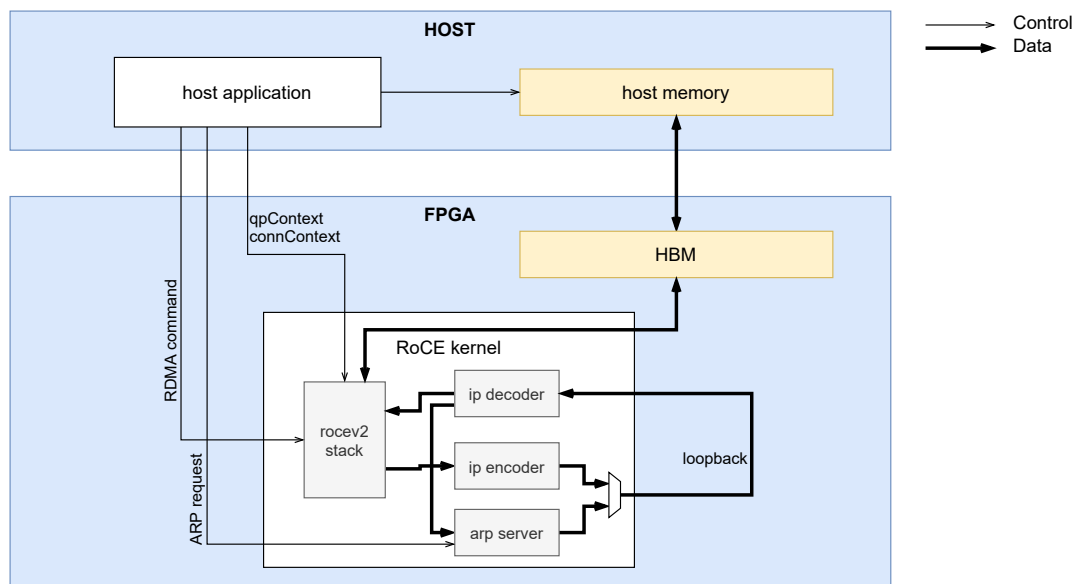 HOST
Control
Data
host application
host memory
FPGA
qpContext
connContext
HBM
RDMA command
RoCE kernel
ip decoder
rocev2
stack
loopback
ip encoder
ARP request
arp server